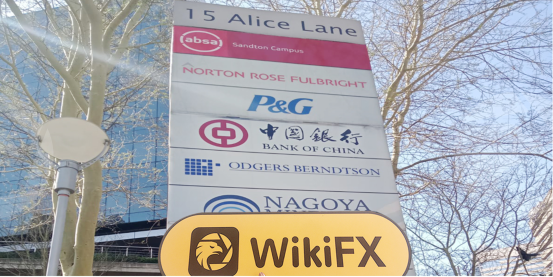 15 Alice Lane
absa
Sandton Campus
NORTON ROSE FULBRIGHT
P&G
中国银行
BANK OF CHINA
ODGERS BERNDTSON
NAGOYA
WikiFX